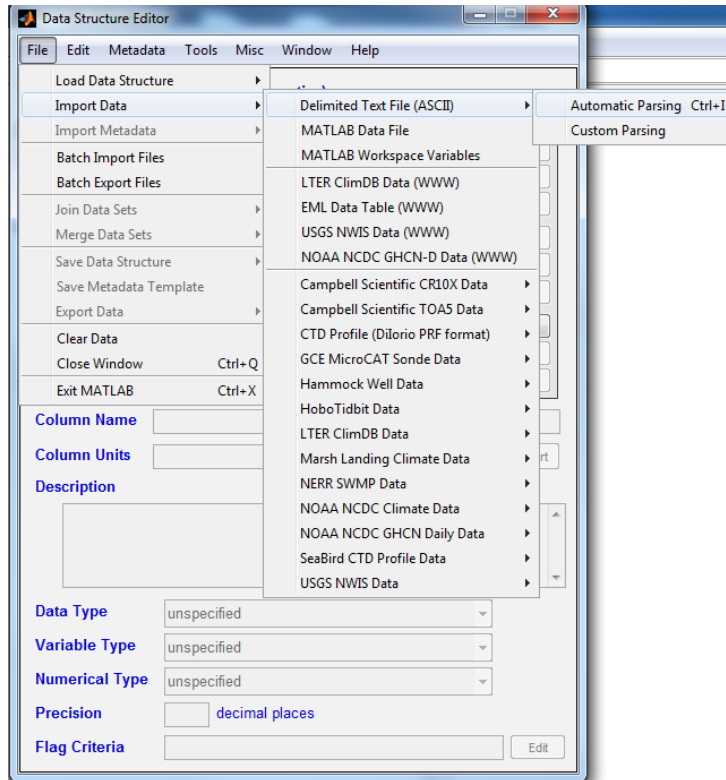 Data Structure Editor
File Edit Metadata Tools Misc Window Help
Load Data Structure
Import Data
Import Metadata
Batch Import Files
Batch Export Files
Join Data Sets
Merge Data Sets
Save Data Structure
Save Metadata Template
Export Data
Clear Data
Close Window Ctrl+Q
Exit MATLAB Ctrl+X
Delimited Text File (ASCII)
MATLAB Data File
MATLAB Workspace Variables
LTER ClimDB Data (WWW)
EML Data Table (WWW)
USGS NWIS Data (WWW)
NOAA NCDC GHCN-D Data (WWW)
Campbell Scientific CR10X Data
Campbell Scientific TOA5 Data
CTD Profile (DiIorio PRF format)
GCE MicroCAT Sonde Data
Hammock Well Data
HoboTidbit Data
LTER ClimDB Data
Marsh Landing Climate Data
NERR SWMP Data
NOAA NCDC Climate Data
NOAA NCDC GHCN Daily Data
SeaBird CTD Profile Data
USGS NWIS Data
Automatic Parsing Ctrl+I
Custom Parsing
Column Name
Column Units
Description
Data Type unspecified
Variable Type unspecified
Numerical Type unspecified
Precision decimal places
Flag Criteria Edit